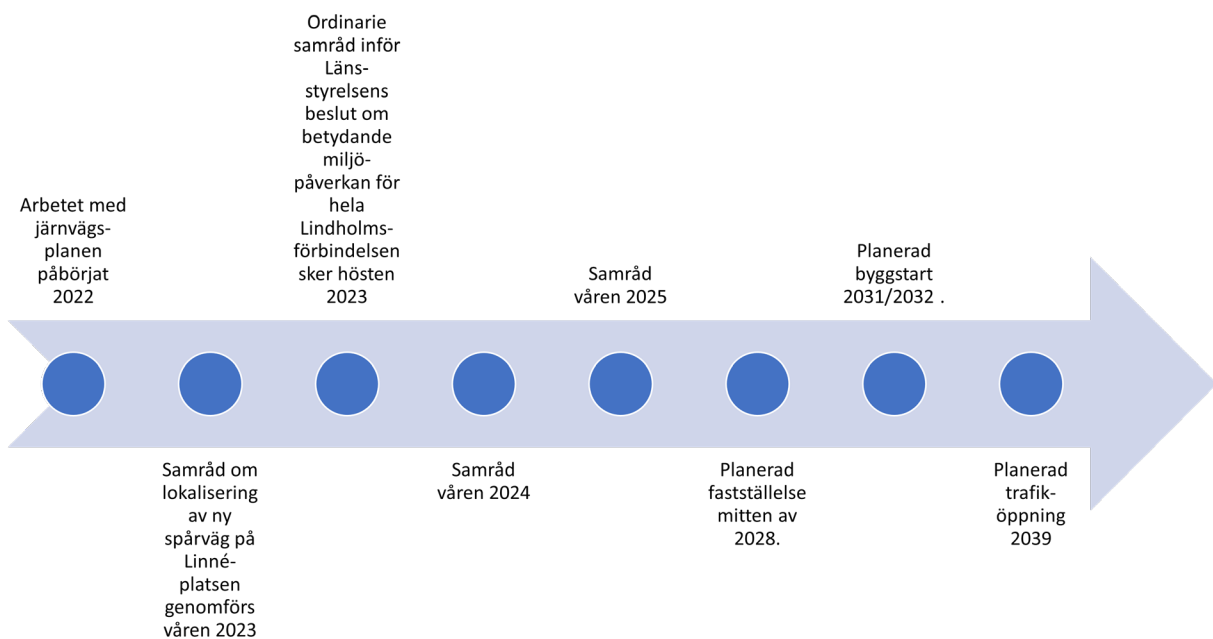 Arbetet med
järnvägs-
planen
påbörjat
2022
Samråd om
lokalisering
av ny
spårväg på
Linné-
platsen
genomförs
våren 2023
Ordinarie
samråd inför
Läns-
styrelsens
beslut om
betydande
miljö-
påverkan för
hela
Lindholms-
förbindelsen
sker hösten
2023
Samråd
våren 2024
Samråd
våren 2025
Planerad
fastställelse
mitten av
2028.
Planerad
byggstart
2031/2032 .
Planerad
trafik-
öppning
2039